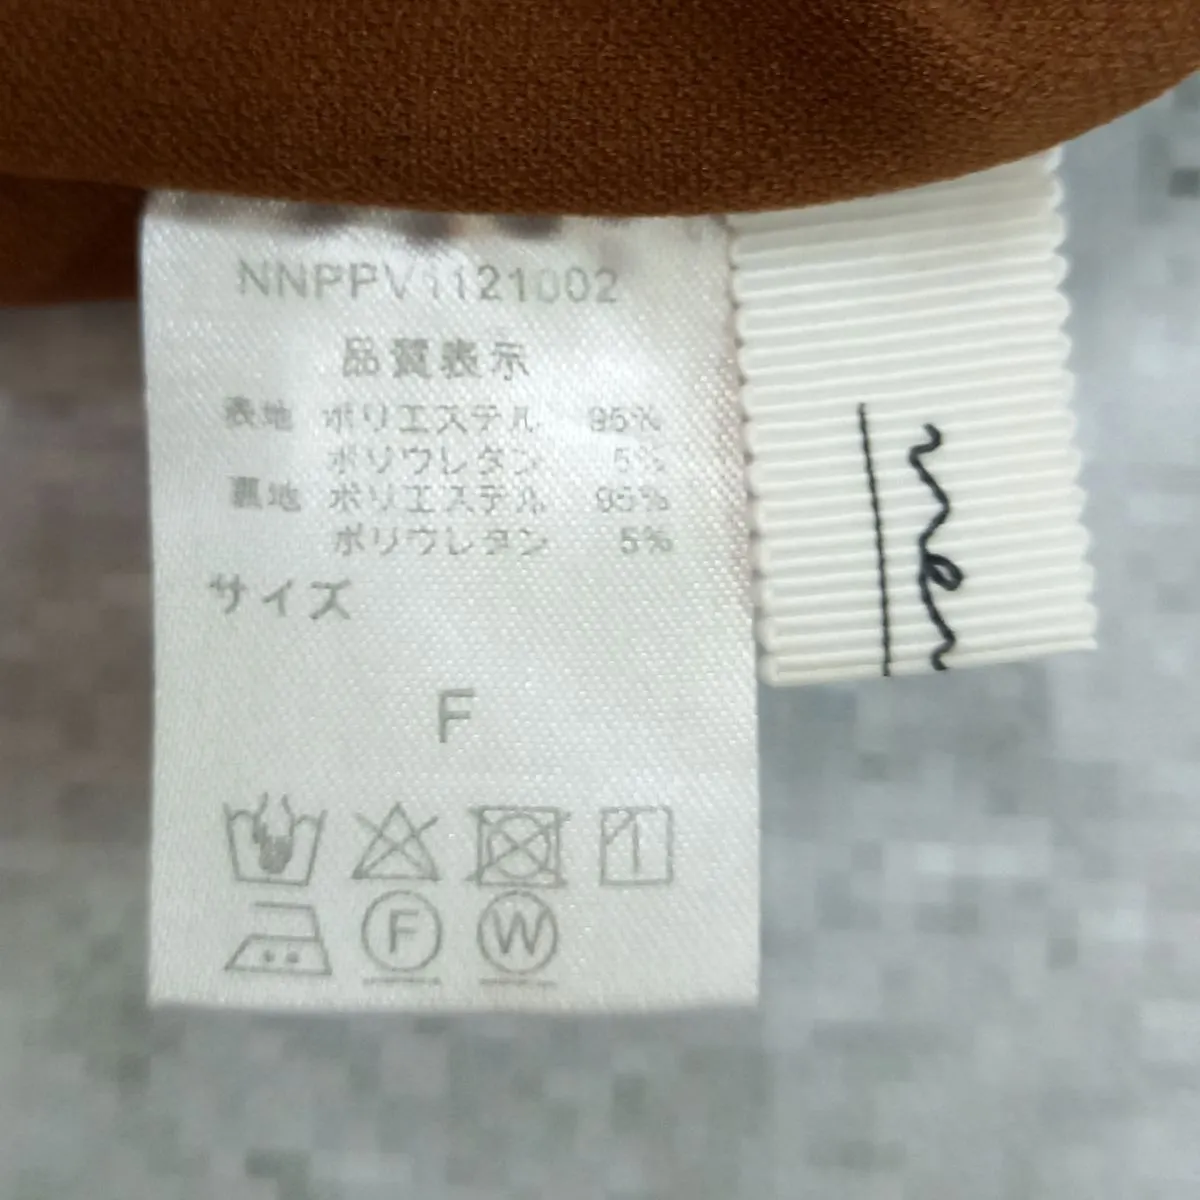 NNPPV1121002
品質表示
表地 ポリエステル 95%
ポリウレタン 5%
裏地 ポリエステル 95%
ポリウレタン 5%
サイズ
F
F
W
mer